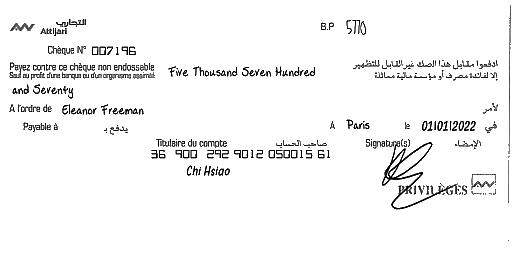 التجاري
Attijari
B.P 5770
Chèque N° 007196
Payez contre ce chèque non endossable
Sauf au profit d'une banque ou d'un organisme assimilé
Five Thousand Seven Hundred
ادفعوا مقابل هذا الصك غير القابل للتظهير
إلا لفائدة مصرف أو مؤسسة مالية مماثلة
and Seventy
A l'ordre de Eleanor Freeman
لأمر
Payable à يدفع بـ
A Paris le 01/01/2022 في
Titulaire du compte صاحب الحساب
Signature(s) الإمضاء
36 900 292 9012 050015 61
Chi Hsiao
PRIVILÈGES